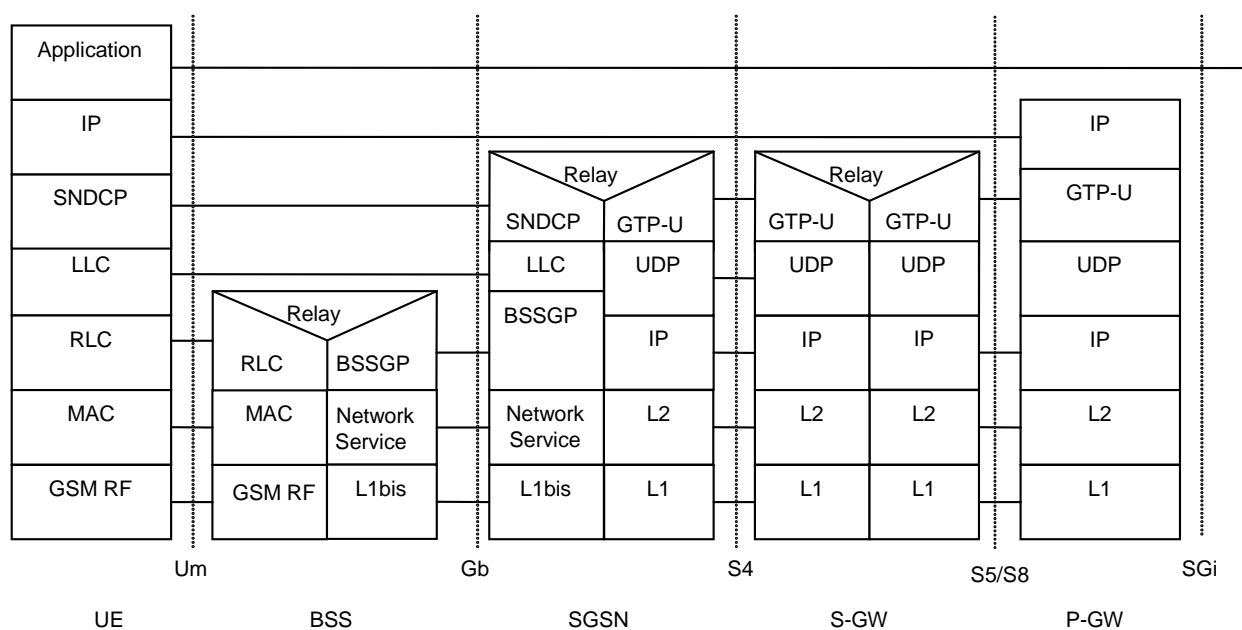 Application
IP
SNDCP
LLC
RLC
MAC
GSM RF
Relay
RLC
BSSGP
MAC
Network
Service
GSM RF
L1bis
Relay
SNDCP
GTP-U
LLC
UDP
BSSGP
IP
Network
Service
L2
L1bis
L1
Relay
GTP-U
GTP-U
UDP
UDP
IP
IP
L2
L2
L1
L1
IP
GTP-U
UDP
IP
L2
L1
Um
Gb
S4
S5/S8
SGi
UE
BSS
SGSN
S-GW
P-GW